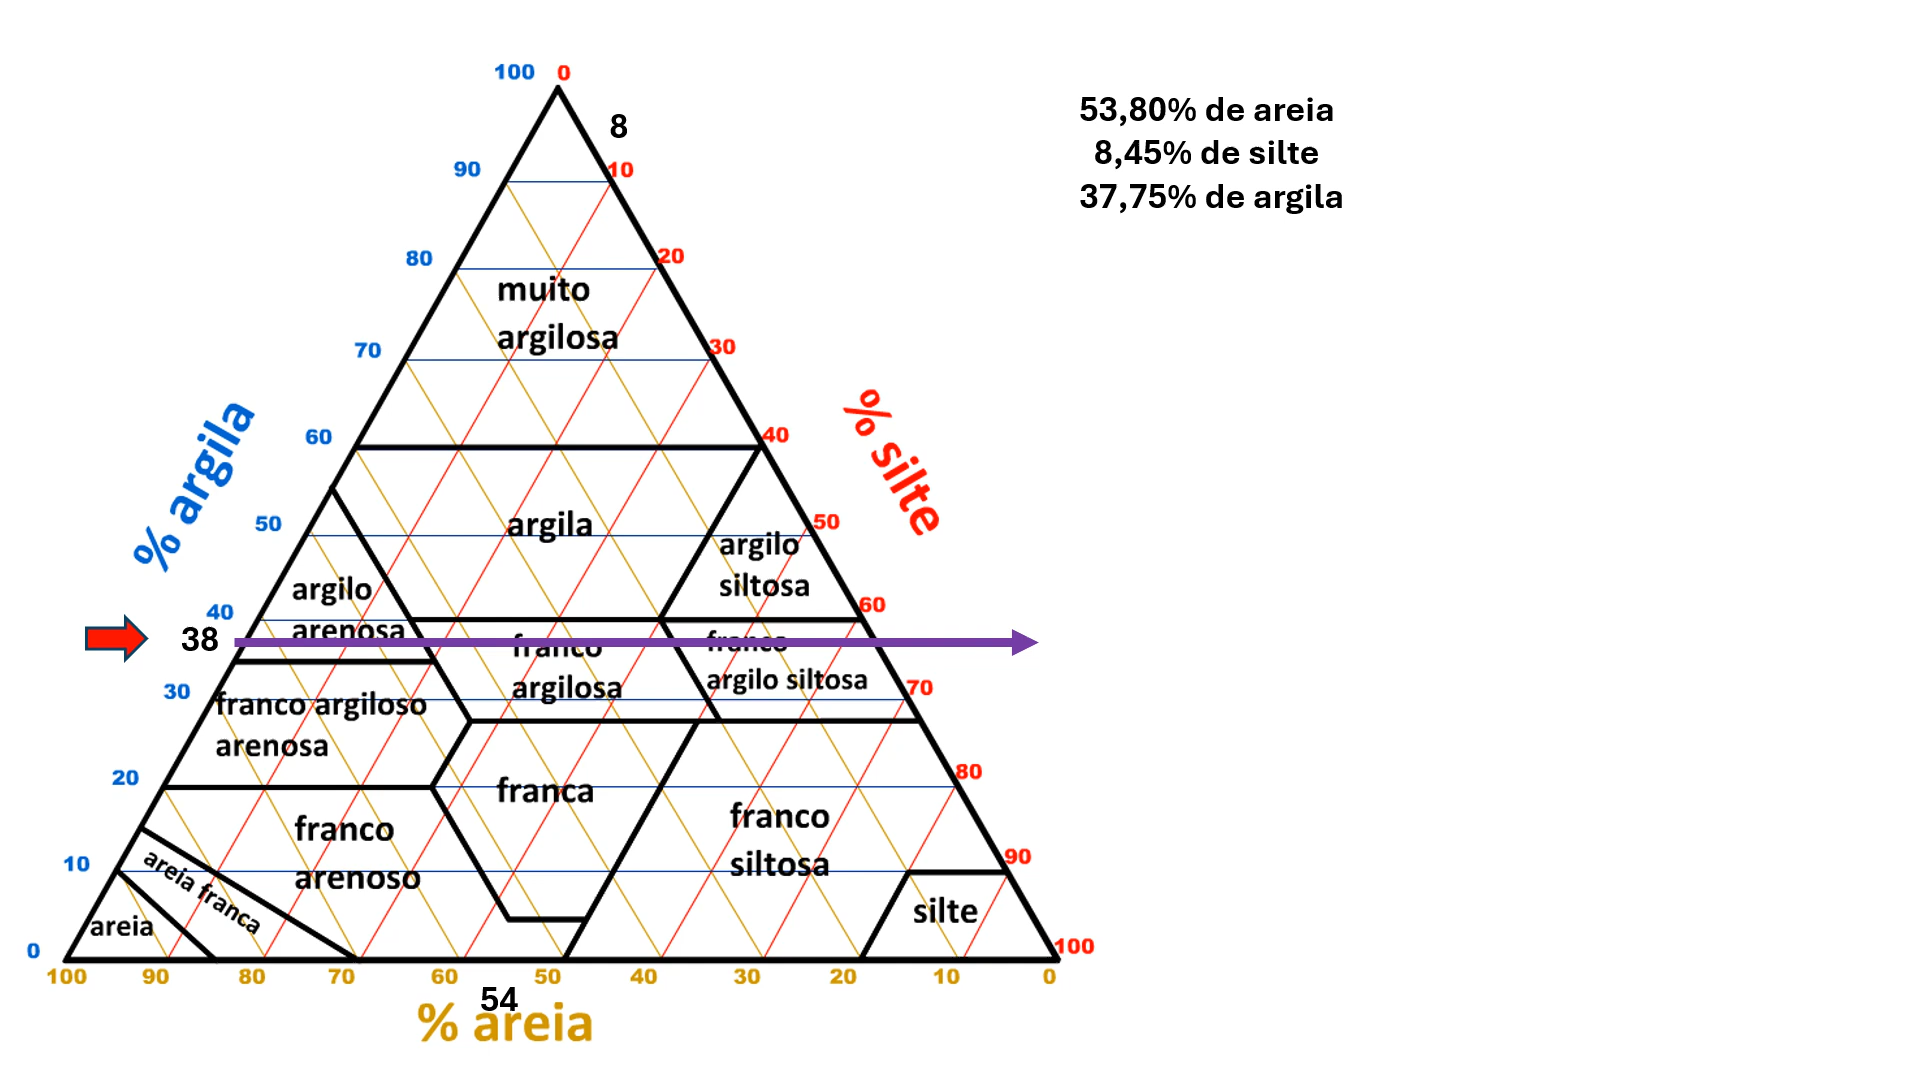 100 0
8
90 10
80 20
muito
argilosa
70 30
60 40
% argila
% silte
50 50
argila
argilo
siltosa
argilo
arenosa
40 60
38
franco
argilosa
franco
argilo siltosa
30 70
franco argiloso
arenosa
20 80
franca
franco
siltosa
franco
arenoso
10 90
areia franca
areia
silte
0 100
100 90 80 70 60 50 40 30 20 10 0
54
% areia
53,80% de areia
8,45% de silte
37,75% de argila